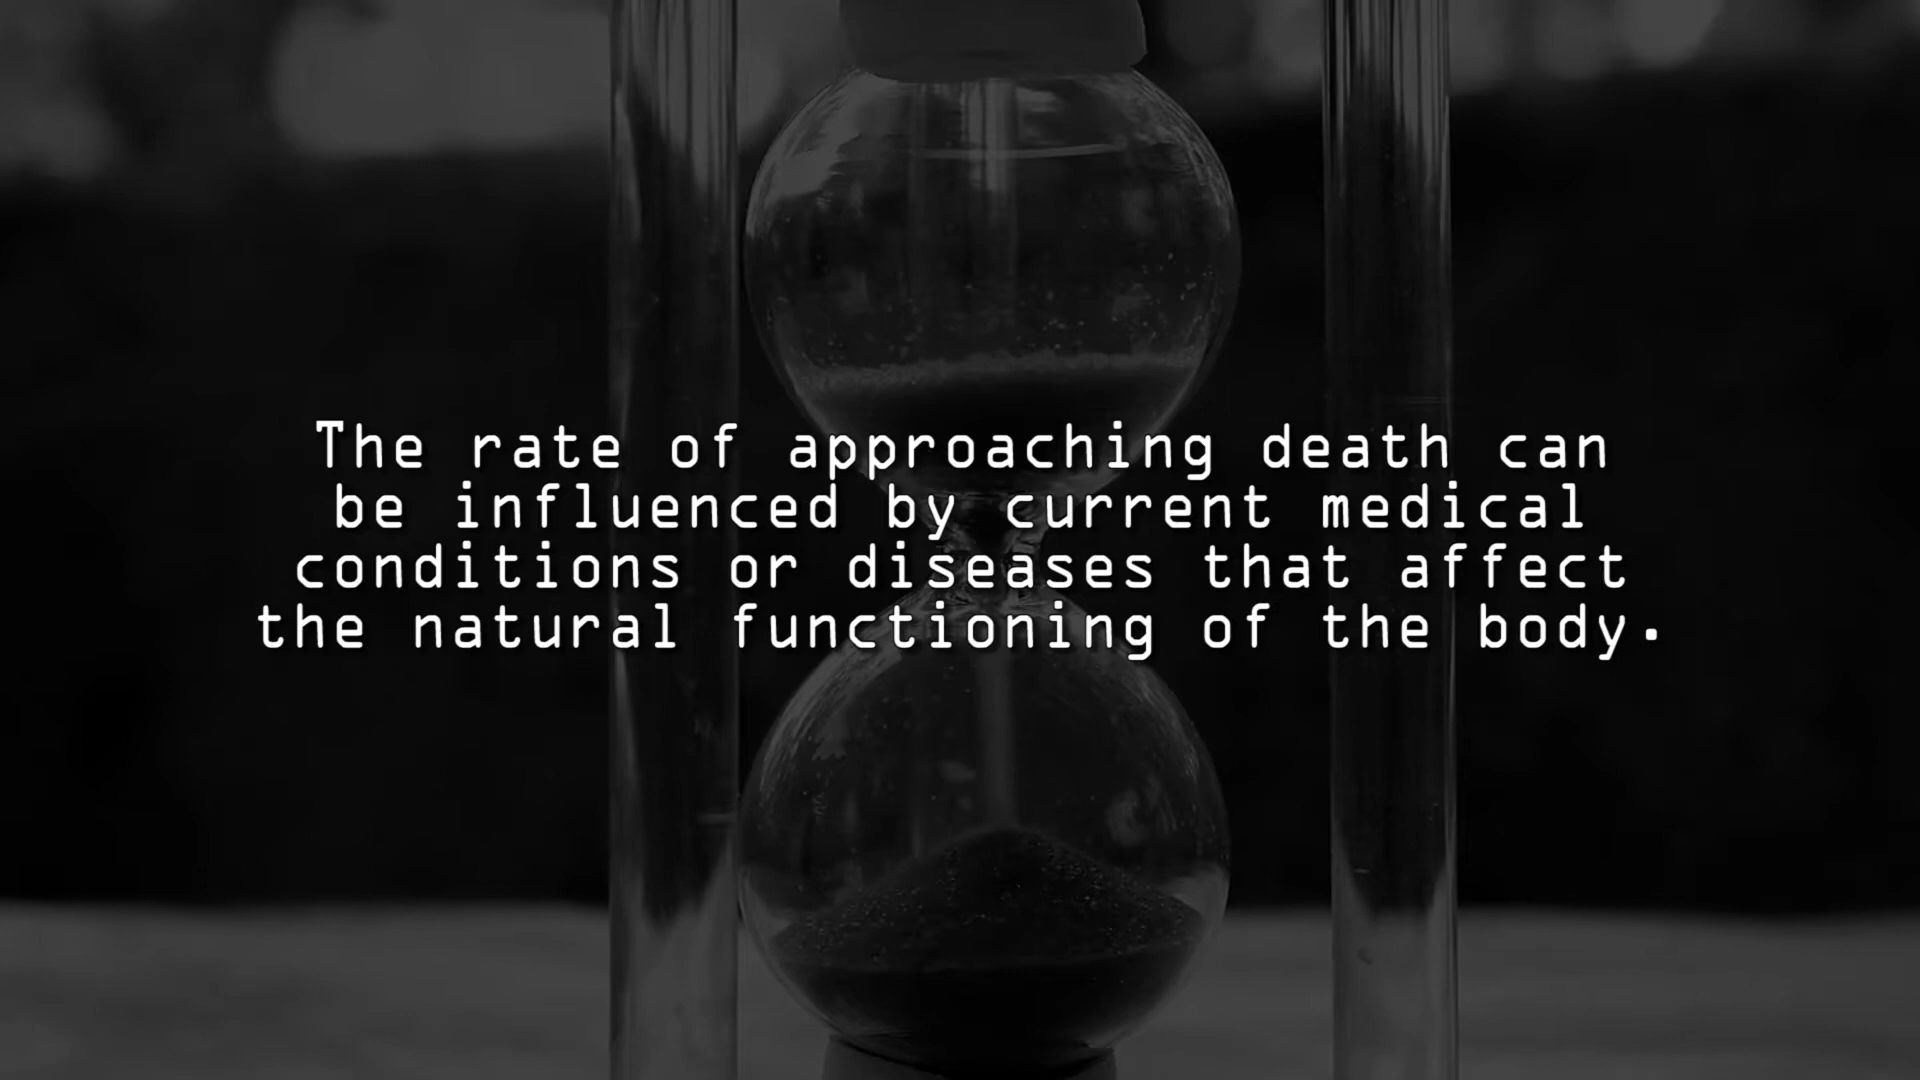 The rate of approaching death can
be influenced by current medical
conditions or diseases that affect
the natural functioning of the body.